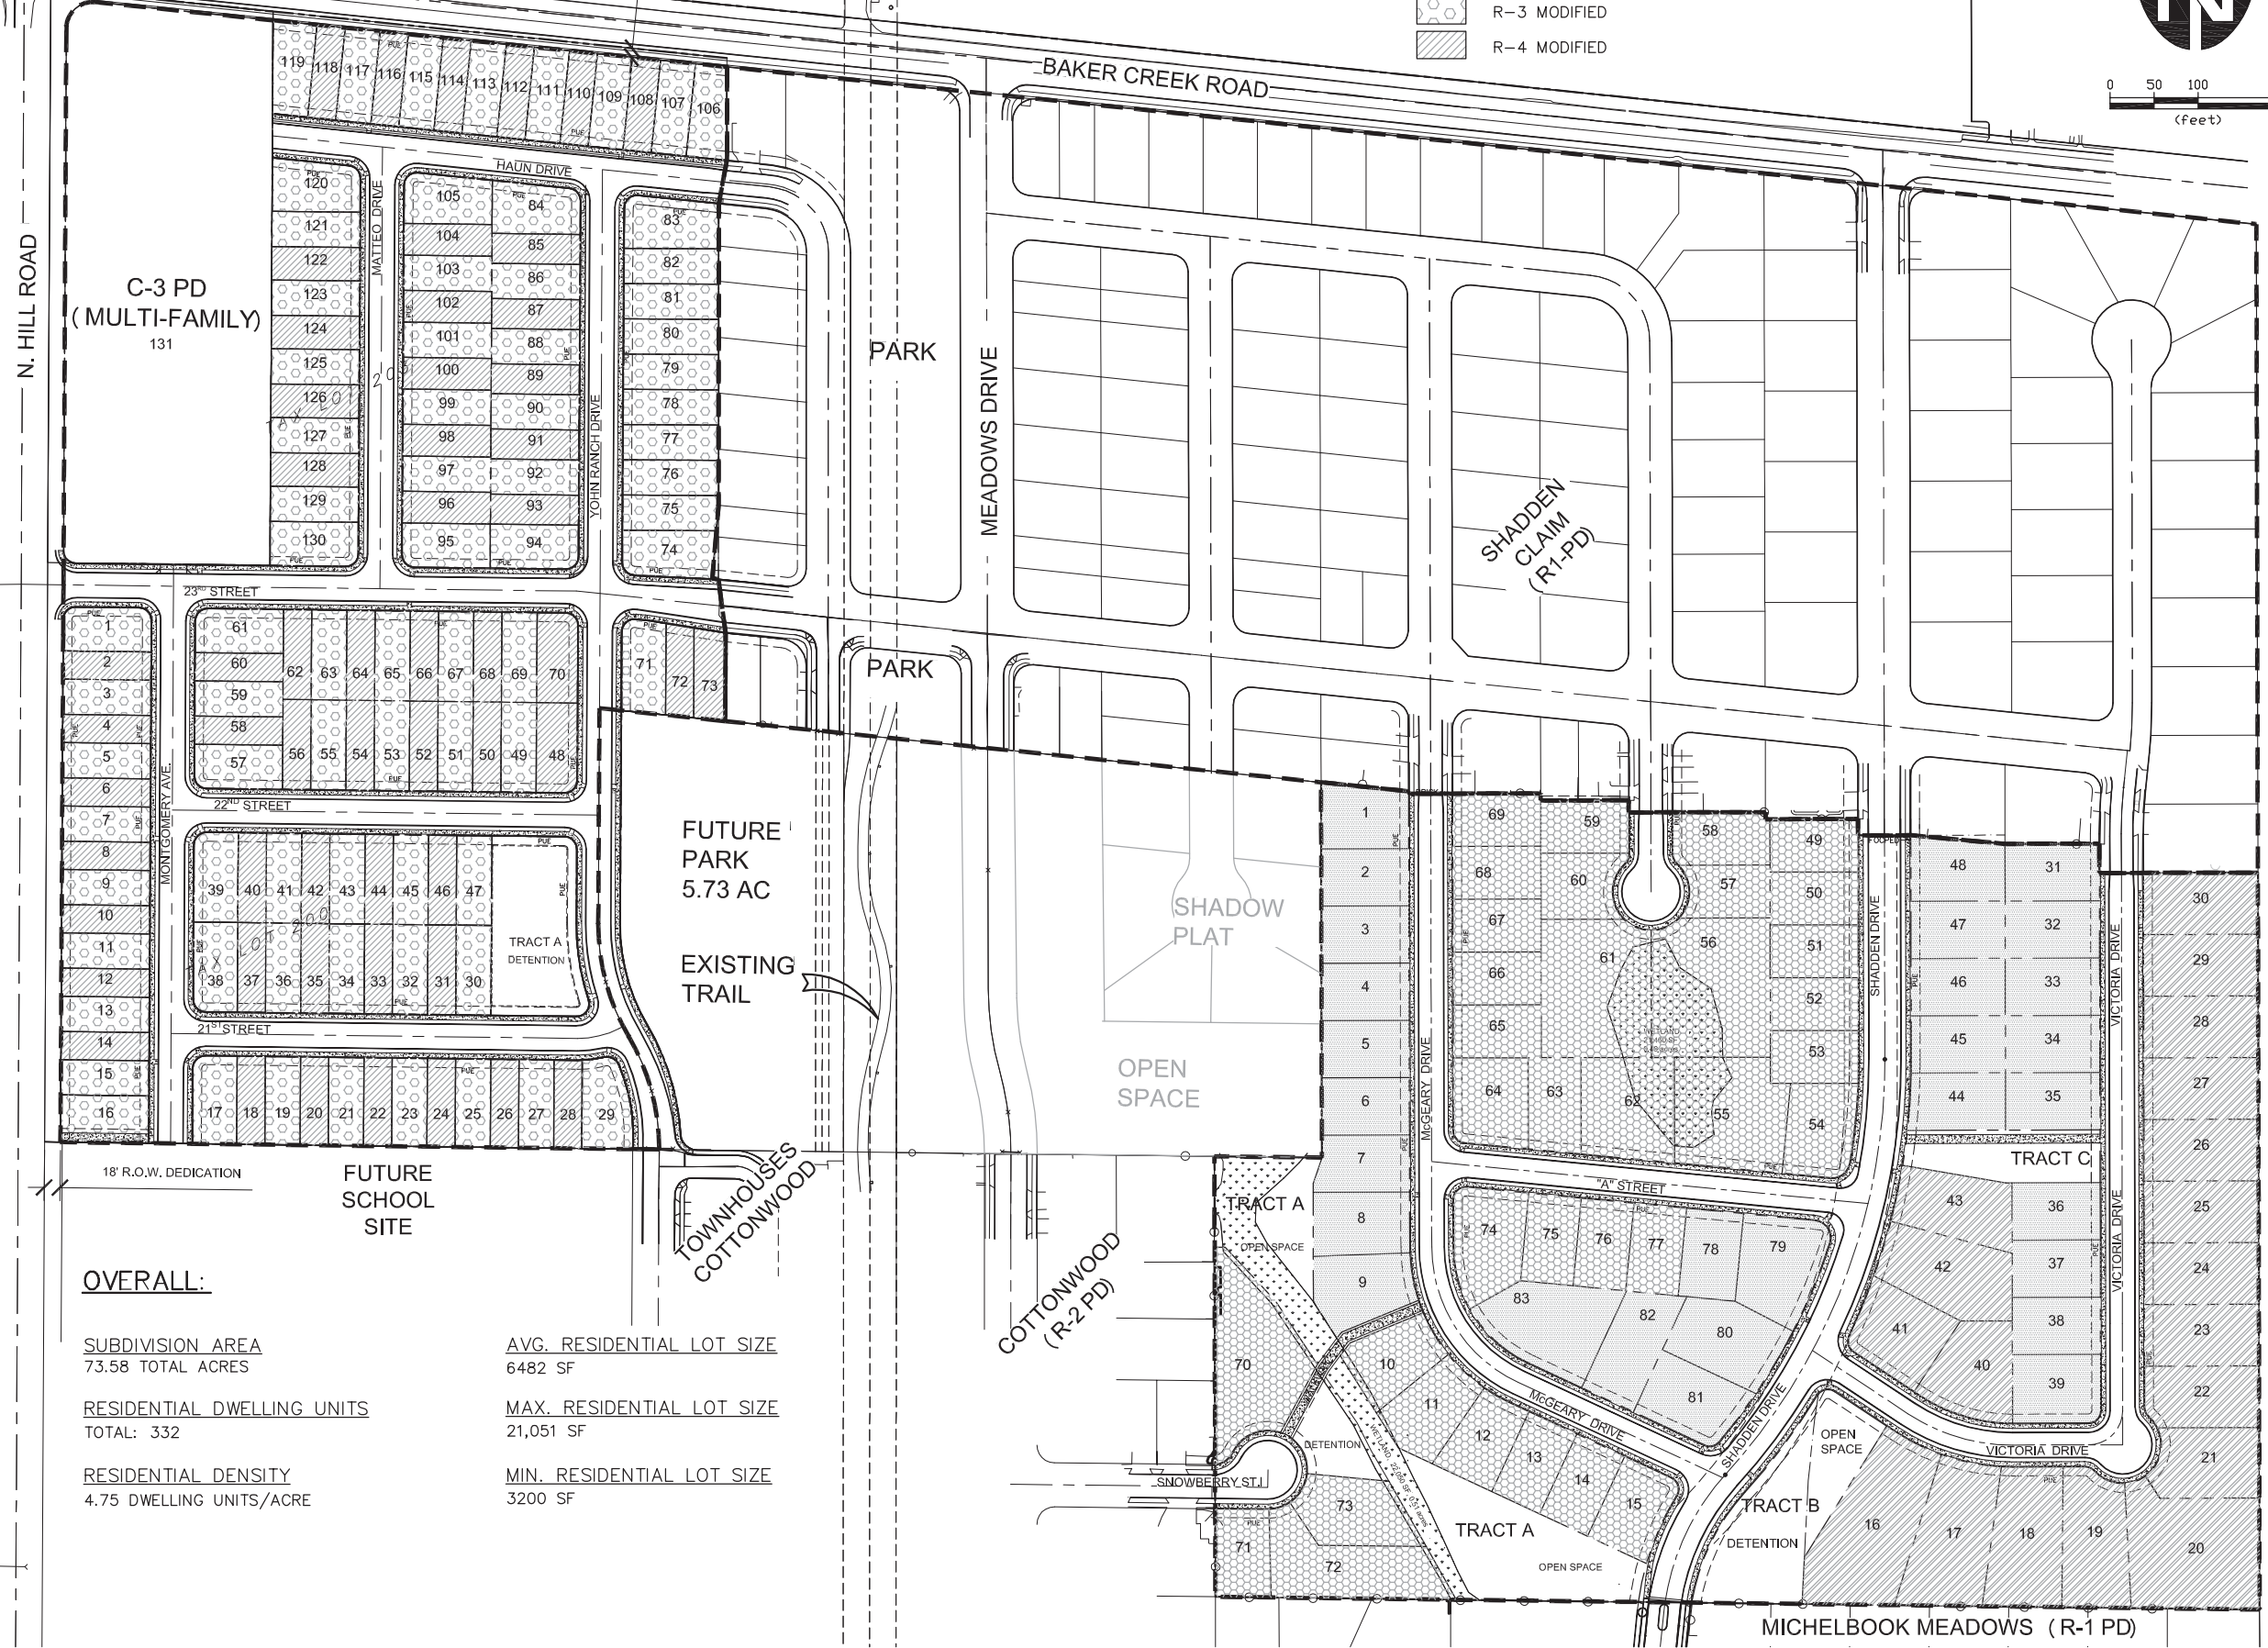 R-3 MODIFIED
R-4 MODIFIED
N
0 50 100
(feet)
BAKER CREEK ROAD
N. HILL ROAD
119 118 117 116 115 114 113 112 111 110 109 108 107 106
PUE
PUE
HAUN DRIVE
MATTEO DRIVE
YOHN RANCH DRIVE
C-3 PD
( MULTI-FAMILY)
131
120
121
122
123
124
125
126
127
128
129
130
105
104
103
102
101
100
99
98
97
96
95
84
85
86
87
88
89
90
91
92
93
94
83
82
81
80
79
78
77
76
75
74
PARK
MEADOWS DRIVE
SHADDEN
CLAIM
(R1-PD)
23RD STREET
PARK
1
2
3
4
5
6
7
8
9
10
11
12
13
14
15
16
MONTGOMERY AVE.
61
60
59
58
57
62 63 64 65 66 67 68 69 70
56 55 54 53 52 51 50 49 48
71 72 73
22ND STREET
39 40 41 42 43 44 45 46 47
38 37 36 35 34 33 32 31 30
TRACT A
DETENTION
21ST STREET
17 18 19 20 21 22 23 24 25 26 27 28 29
FUTURE
PARK
5.73 AC
EXISTING
TRAIL
SHADOW
PLAT
OPEN
SPACE
18' R.O.W. DEDICATION
FUTURE
SCHOOL
SITE
TOWNHOUSES
COTTONWOOD
COTTONWOOD
(R-2 PD)
1
2
3
4
5
6
7
8
9
McGEARY DRIVE
69
68
67
66
65
64
59
60
61
63
62
58
57
56
55
49
50
51
52
53
54
"A" STREET
SHADDEN DRIVE
48
47
46
45
44
31
32
33
34
35
VICTORIA DRIVE
30
29
28
27
26
25
24
23
22
21
20
TRACT C
43
42
41
40
36
37
38
39
VICTORIA DRIVE
74 75 76 77 78 79
83 82 80
81
TRACT A
OPEN SPACE
70
10
11
12
13
14
15
McGEARY DRIVE
SHADDEN DRIVE
DETENTION
SNOWBERRY ST.
PUE
71
72
73
TRACT A
OPEN SPACE
OPEN
SPACE
TRACT B
DETENTION
VICTORIA DRIVE
PUE
16 17 18 19
MICHELBOOK MEADOWS ( R-1 PD)
OVERALL:
SUBDIVISION AREA
73.58 TOTAL ACRES
RESIDENTIAL DWELLING UNITS
TOTAL: 332
RESIDENTIAL DENSITY
4.75 DWELLING UNITS/ACRE
AVG. RESIDENTIAL LOT SIZE
6482 SF
MAX. RESIDENTIAL LOT SIZE
21,051 SF
MIN. RESIDENTIAL LOT SIZE
3200 SF